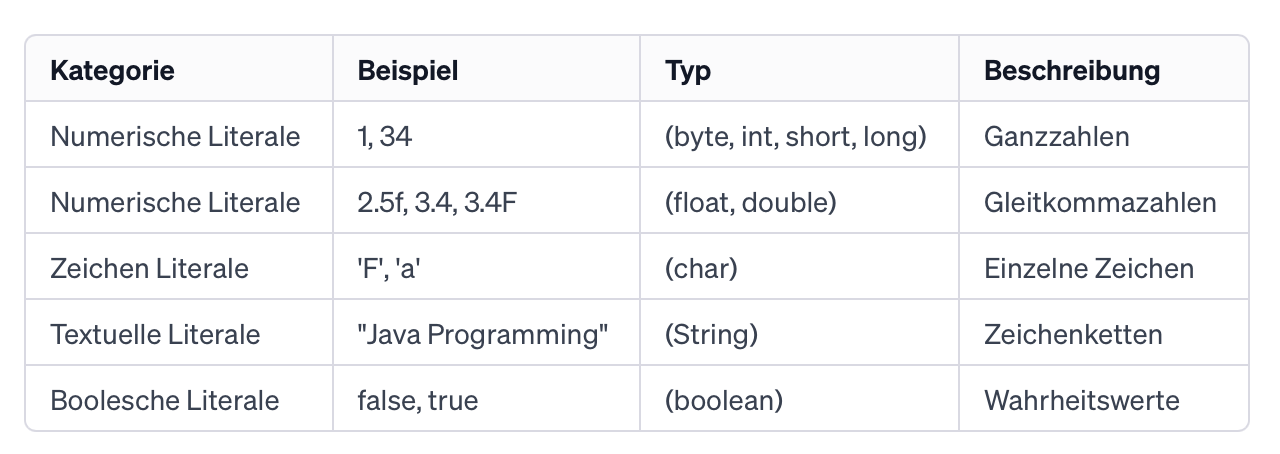 Kategorie Beispiel Typ Beschreibung
Numerische Literale 1, 34 (byte, int, short, long) Ganzzahlen
Numerische Literale 2.5f, 3.4, 3.4F (float, double) Gleitkommazahlen
Zeichen Literale 'F', 'a' (char) Einzelne Zeichen
Textuelle Literale "Java Programming" (String) Zeichenketten
Boolesche Literale false, true (boolean) Wahrheitswerte